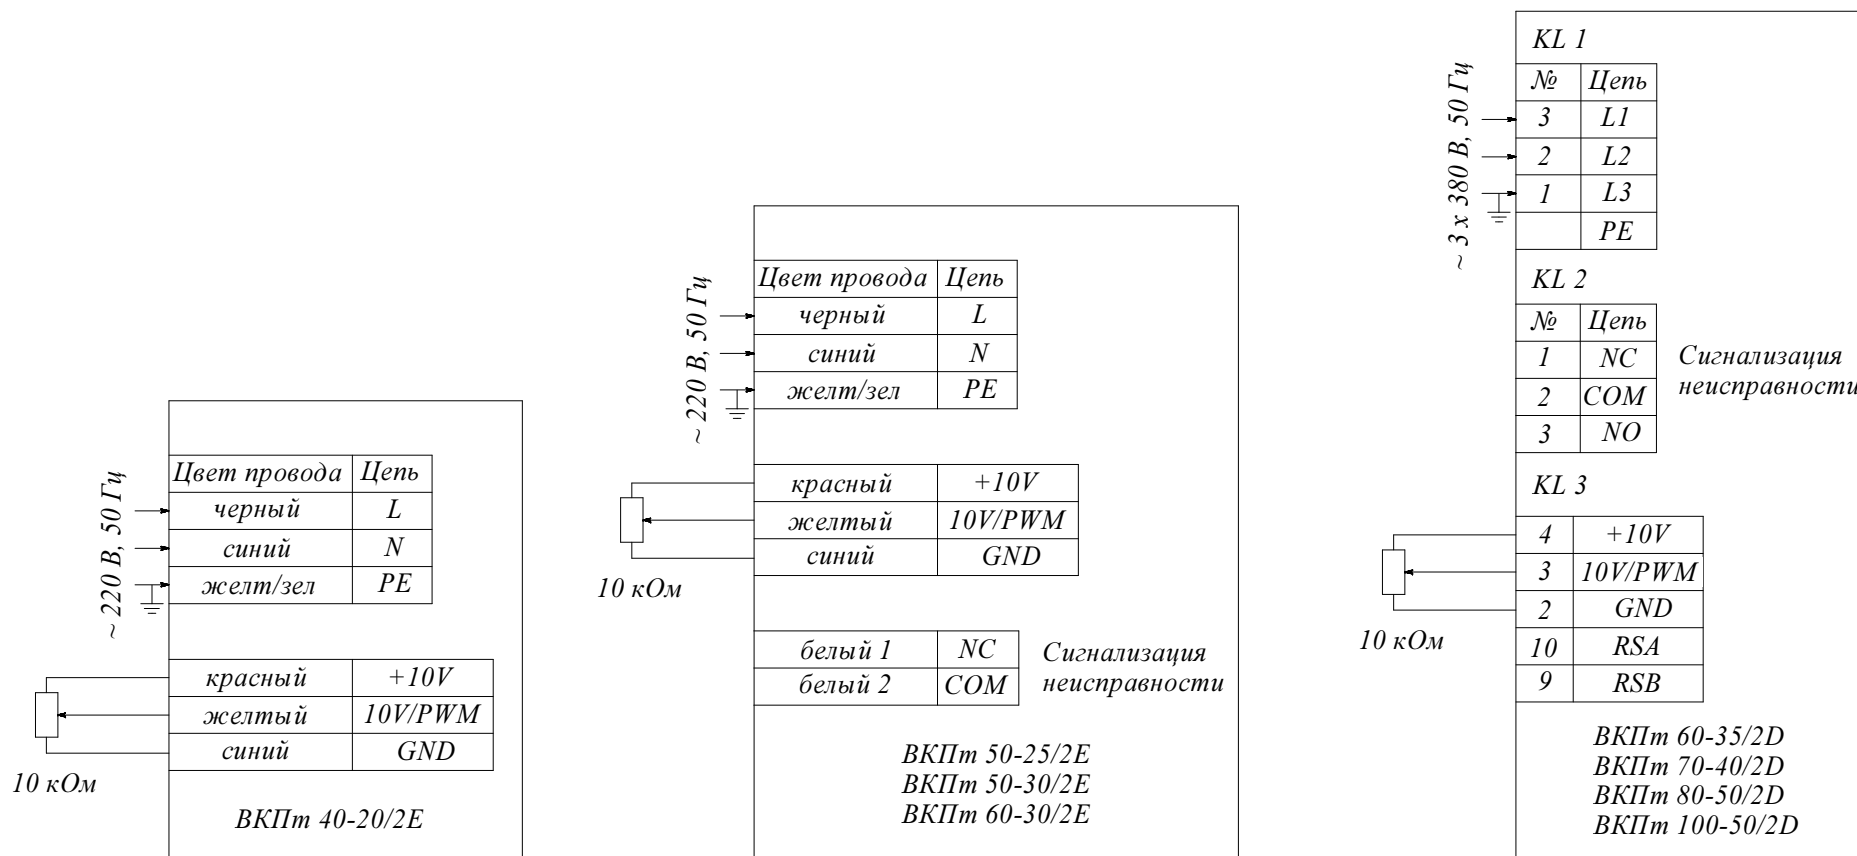 ~ 220 В, 50 Гц
Цвет провода Цепь
черный L
синий N
желт/зел PE
красный +10V
желтый 10V/PWM
синий GND
10 кОм
ВКПт 40-20/2E
~ 220 В, 50 Гц
Цвет провода Цепь
черный L
синий N
желт/зел PE
красный +10V
желтый 10V/PWM
синий GND
10 кОм
белый 1 NC
белый 2 COM
Сигнализация
неисправности
ВКПт 50-25/2E
ВКПт 50-30/2E
ВКПт 60-30/2E
~ 3 x 380 В, 50 Гц
KL 1
№ Цепь
3 L1
2 L2
1 L3
PE
KL 2
№ Цепь
1 NC
2 COM
3 NO
Сигнализация
неисправности
KL 3
4 +10V
3 10V/PWM
2 GND
10 RSA
9 RSB
10 кОм
ВКПт 60-35/2D
ВКПт 70-40/2D
ВКПт 80-50/2D
ВКПт 100-50/2D